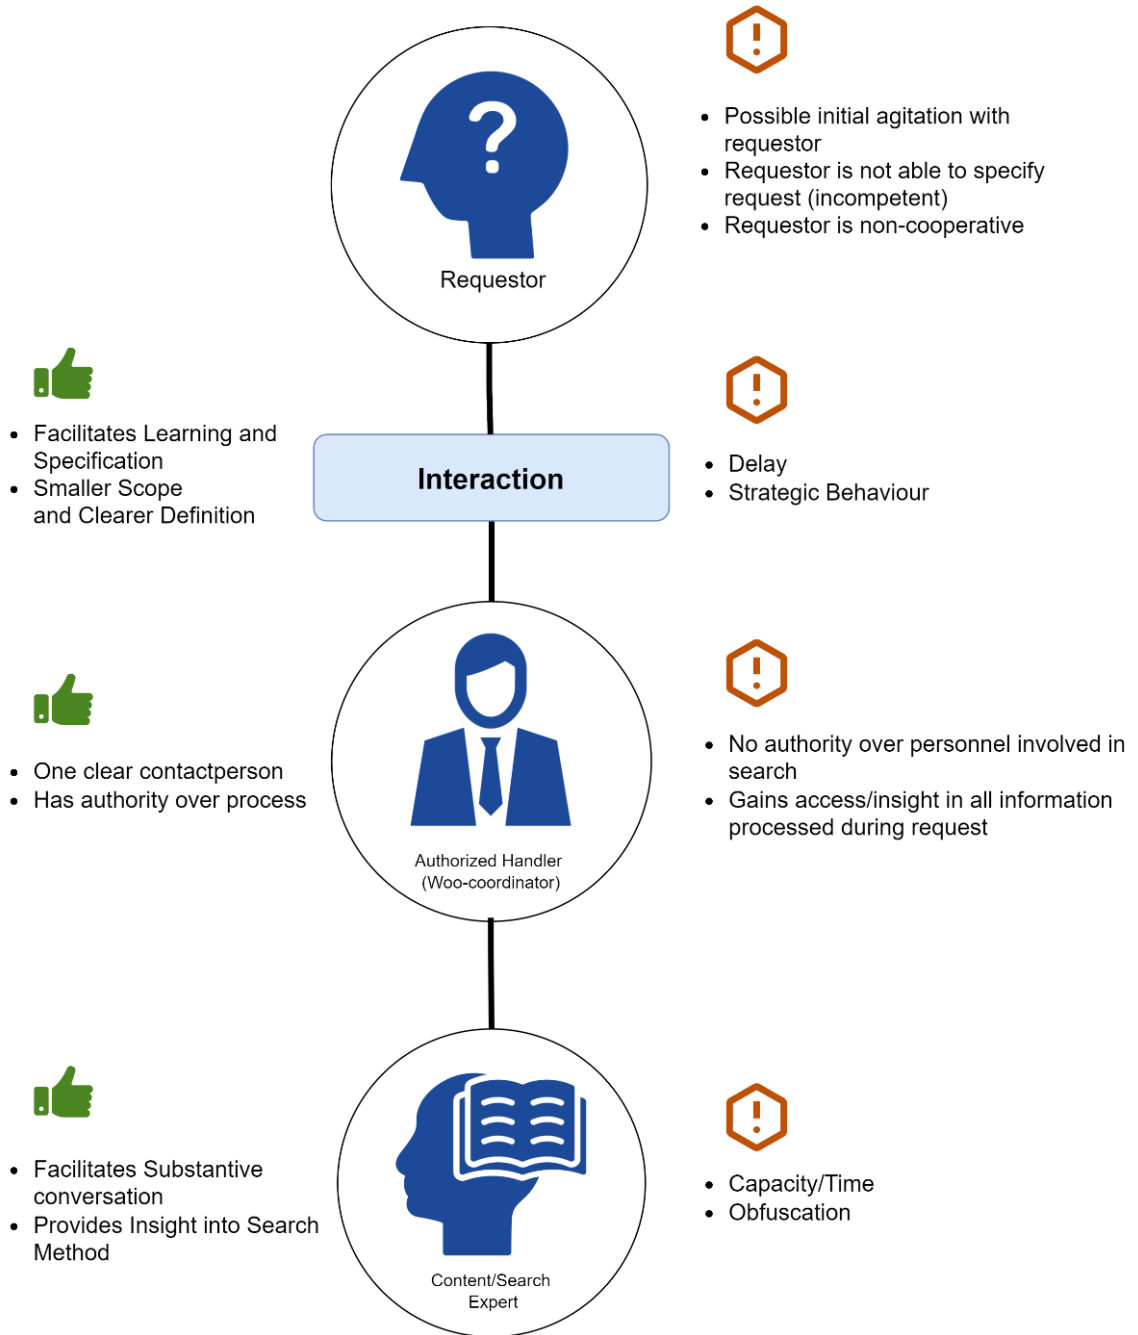 • Possible initial agitation with
requestor
• Requestor is not able to specify
request (incompetent)
• Requestor is non-cooperative
Requestor
• Facilitates Learning and
Specification
• Smaller Scope
and Clearer Definition
Interaction
• Delay
• Strategic Behaviour
• One clear contactperson
• Has authority over process
Authorized Handler
(Woo-coordinator)
• No authority over personnel involved in
search
• Gains access/insight in all information
processed during request
• Facilitates Substantive
conversation
• Provides Insight into Search
Method
Content/Search
Expert
• Capacity/Time
• Obfuscation